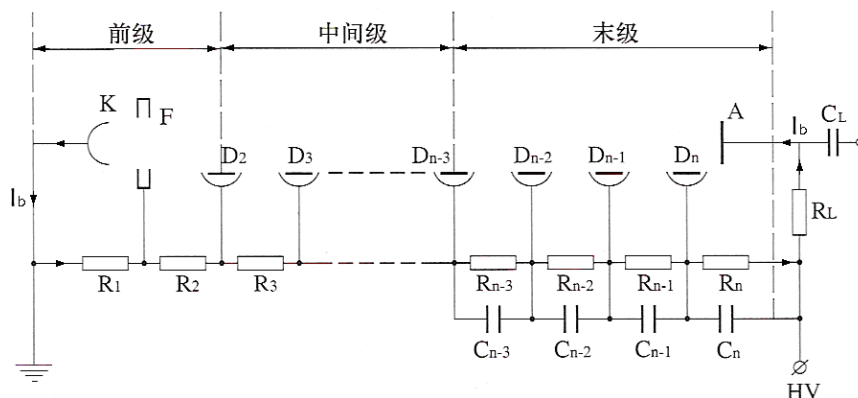 前级 中间级 末级
K F A Ib CL
D2 D3 Dn-3 Dn-2 Dn-1 Dn
Ib RL
R1 R2 R3 Rn-3 Rn-2 Rn-1 Rn
Cn-3 Cn-2 Cn-1 Cn
HV